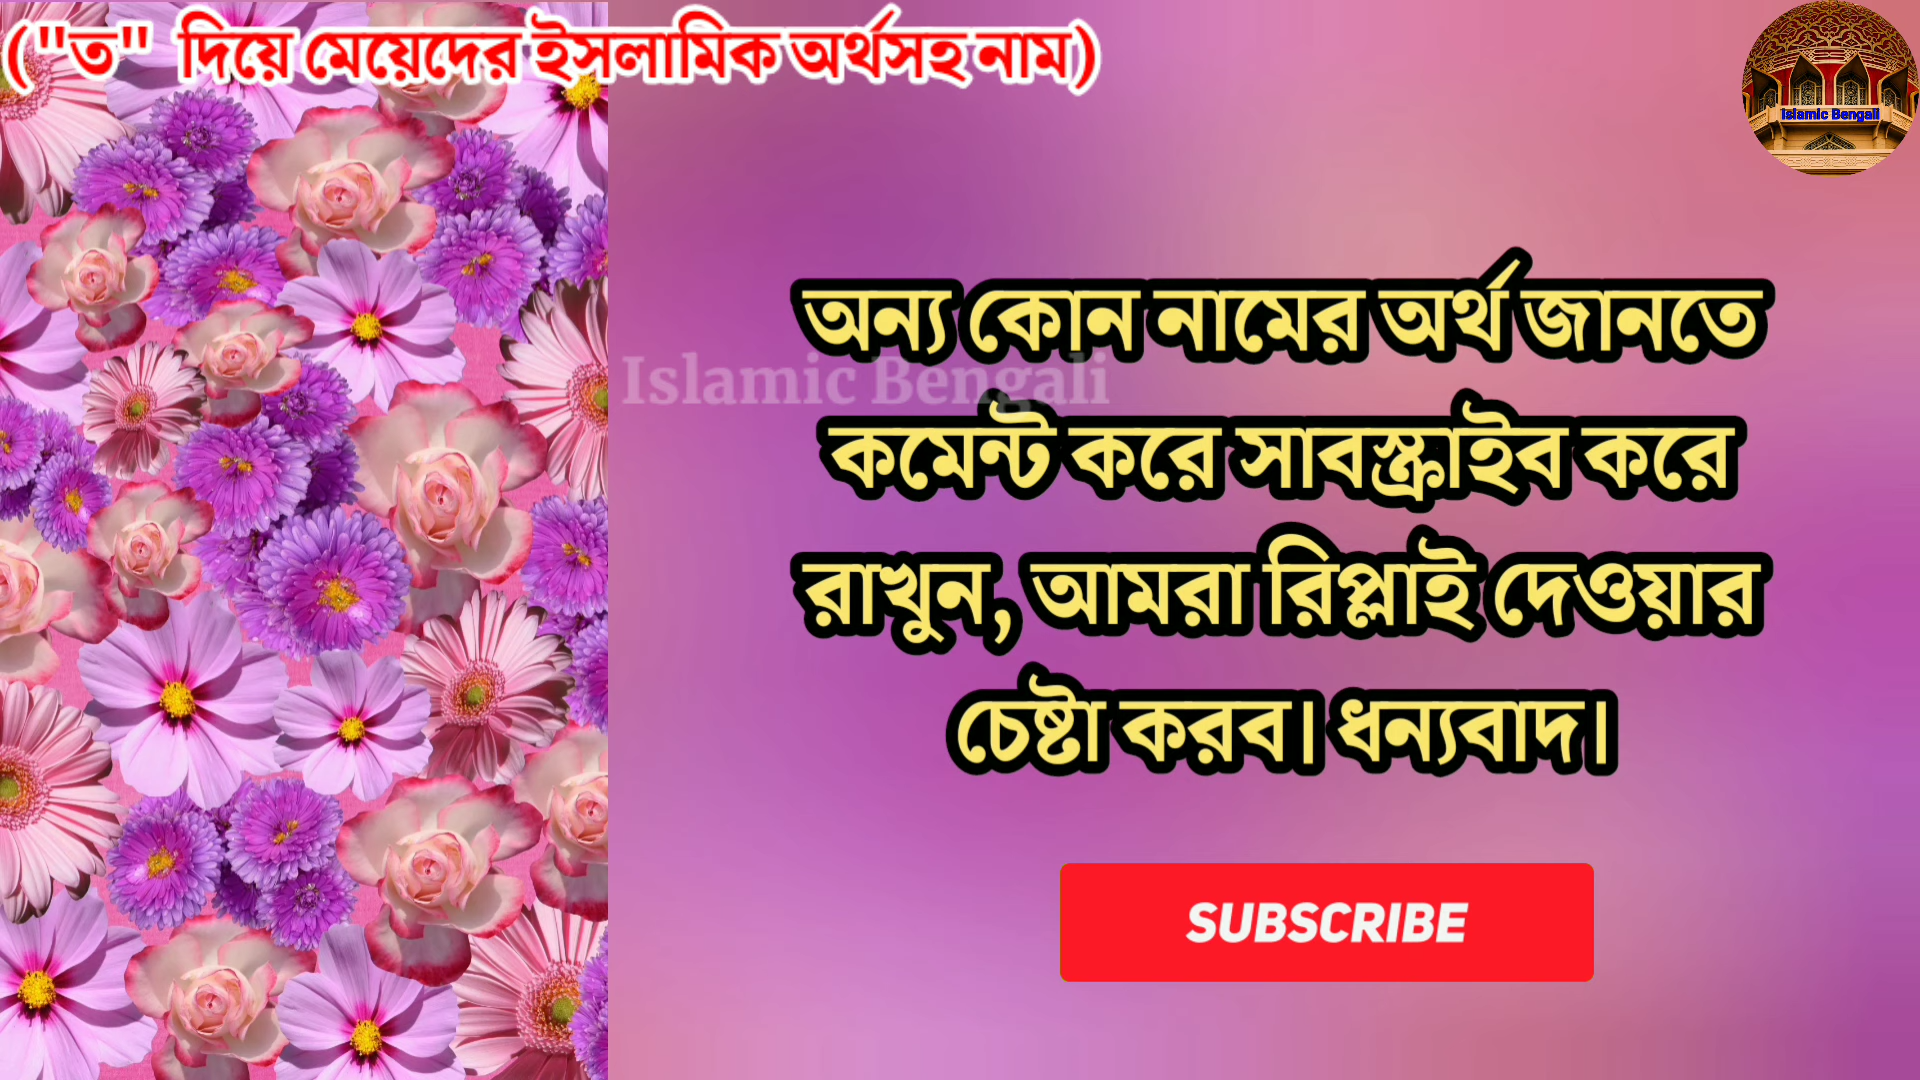 ("ত" দিয়ে মেয়েদের ইসলামিক অর্থসহ নাম)
Islamic Bengali
অন্য কোন নামের অর্থ জানতে
Islamic Bengali
কমেন্ট করে সাবস্ক্রাইব করে
রাখুন, আমরা রিপ্লাই দেওয়ার
চেষ্টা করব। ধন্যবাদ।
SUBSCRIBE